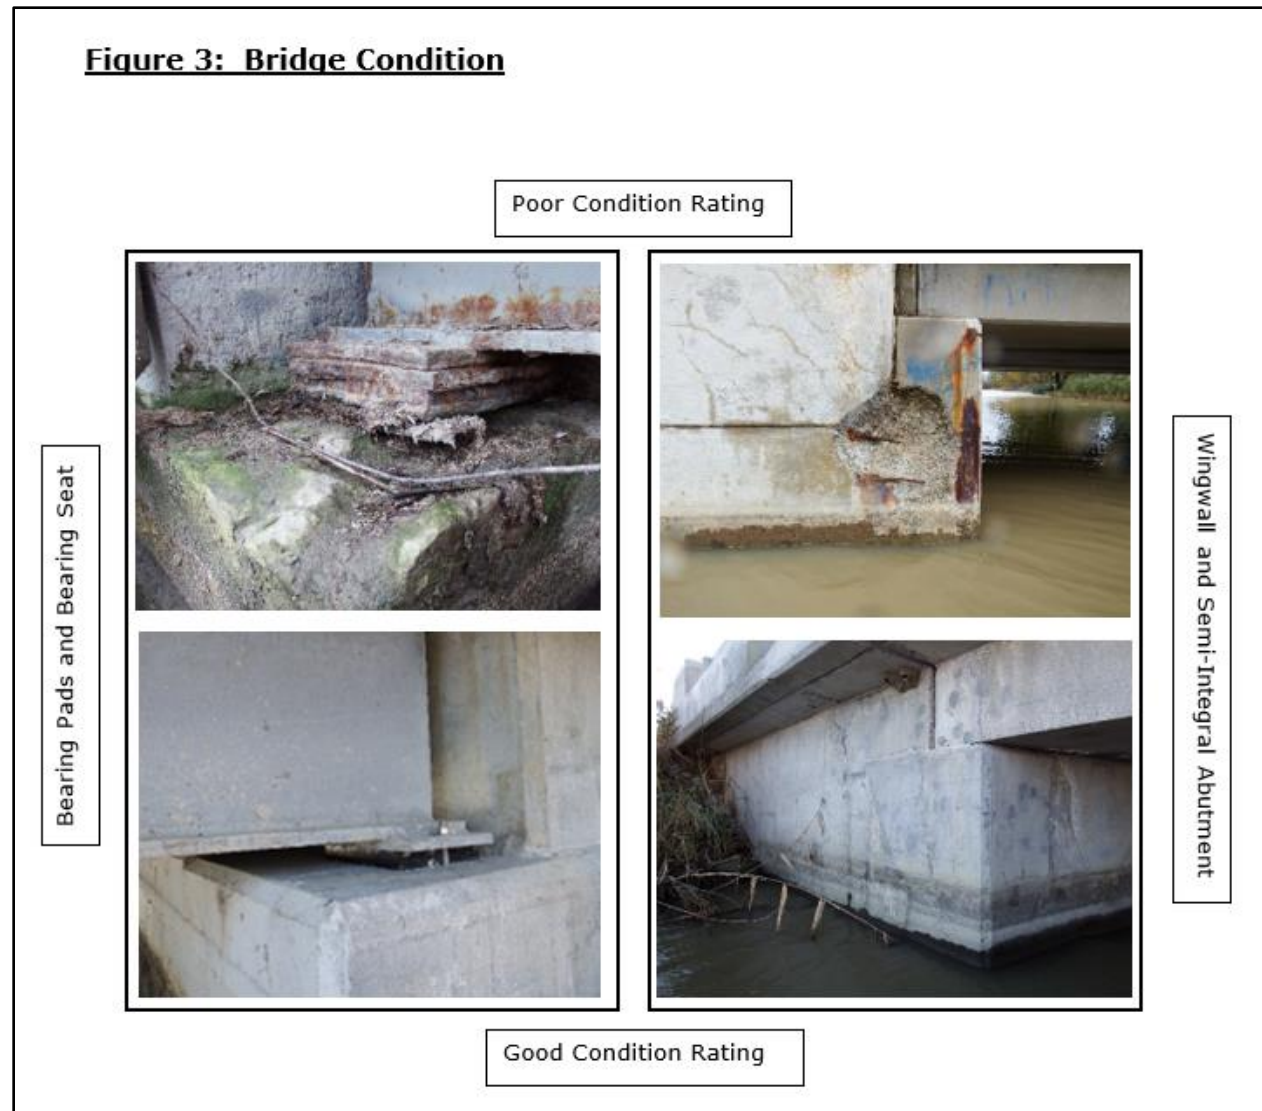 Figure 3: Bridge Condition
Poor Condition Rating
Bearing Pads and Bearing Seat
Wingwall and Semi-Integral Abutment
Good Condition Rating